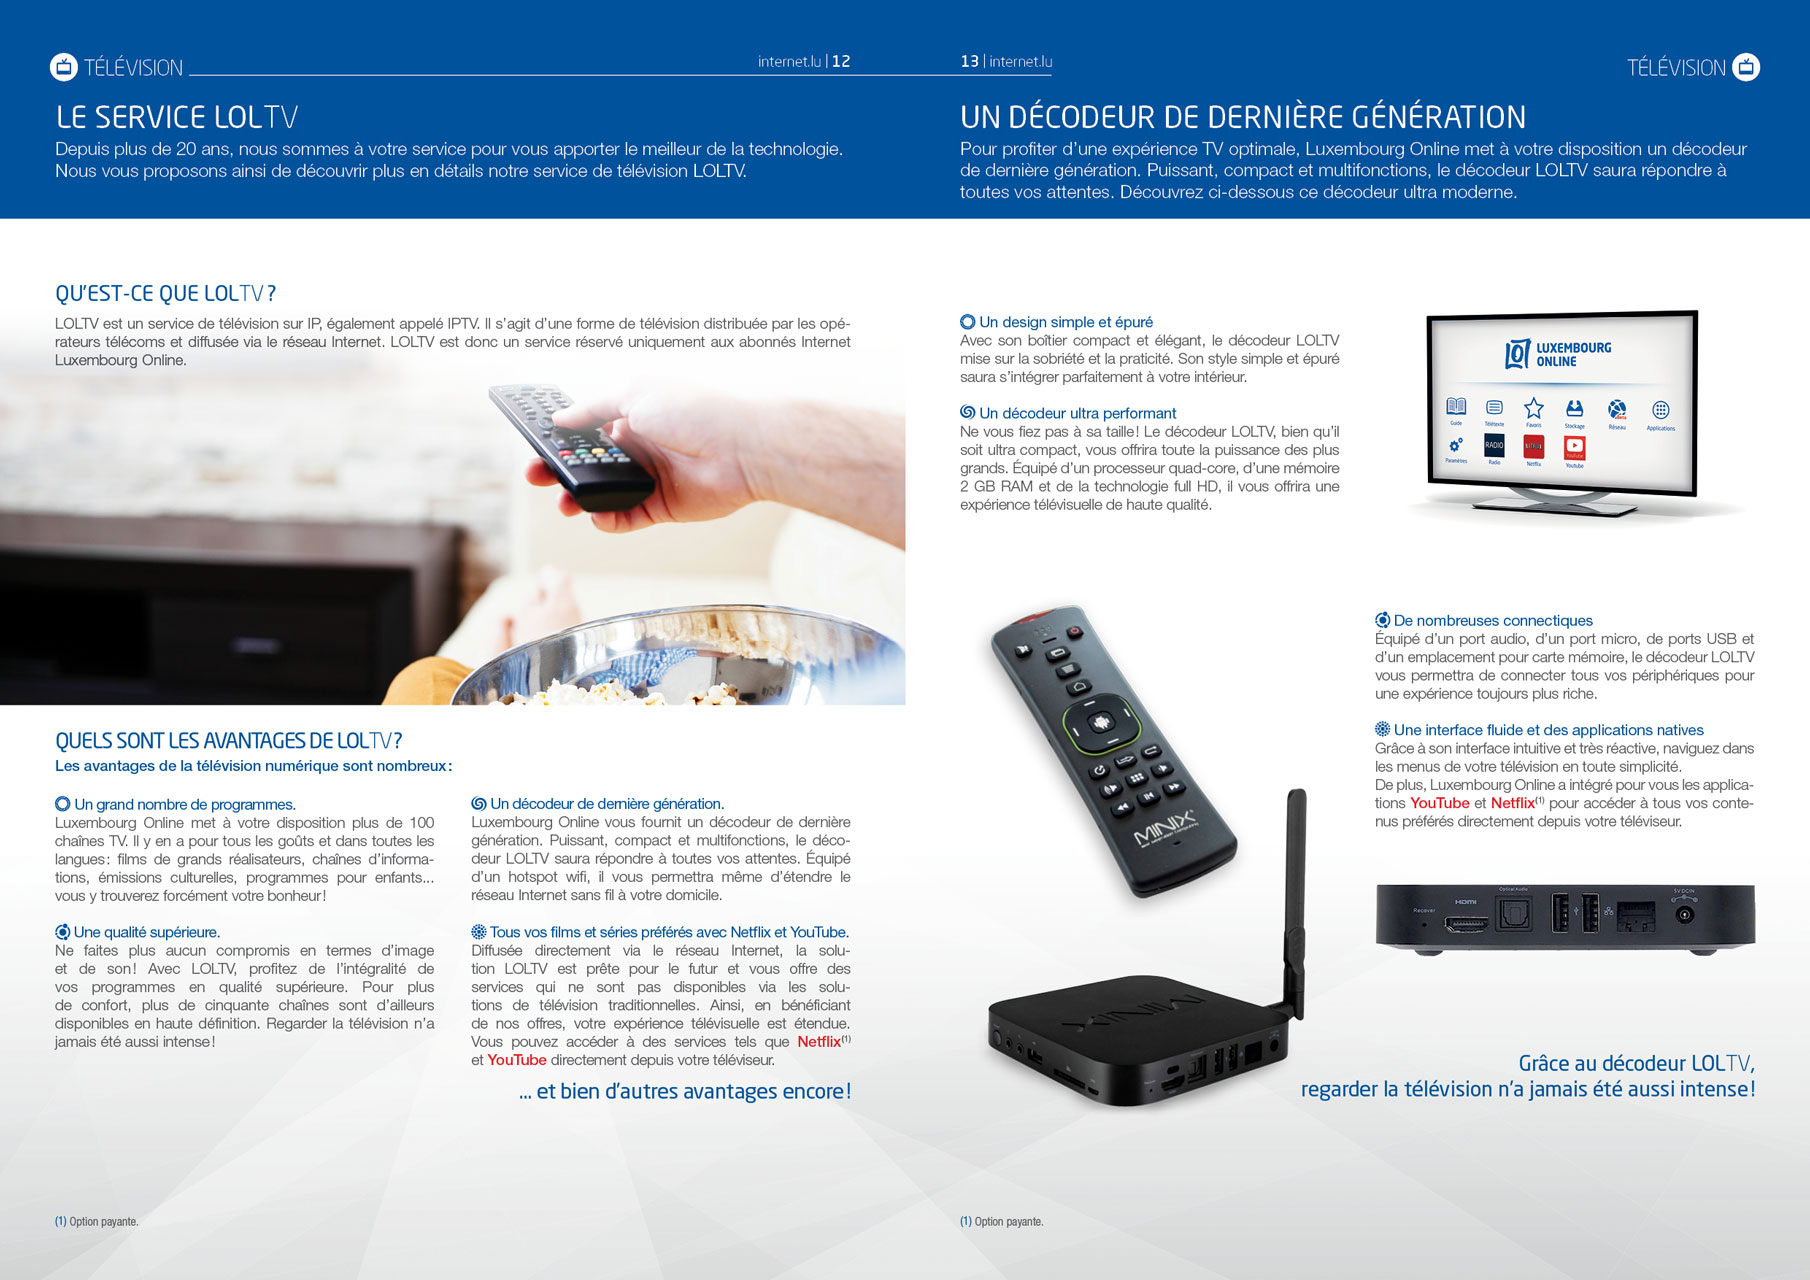 TÉLÉVISION
internet.lu | 12
LE SERVICE LOLTV
Depuis plus de 20 ans, nous sommes à votre service pour vous apporter le meilleur de la technologie.
Nous vous proposons ainsi de découvrir plus en détails notre service de télévision LOLTV.
QU'EST-CE QUE LOLTV ?
LOLTV est un service de télévision sur IP, également appelé IPTV. Il s'agit d'une forme de télévision distribuée par les opé-
rateurs télécoms et diffusée via le réseau Internet. LOLTV est donc un service réservé uniquement aux abonnés Internet
Luxembourg Online.
QUELS SONT LES AVANTAGES DE LOLTV ?
Les avantages de la télévision numérique sont nombreux :
Un grand nombre de programmes.
Luxembourg Online met à votre disposition plus de 100
chaînes TV. Il y en a pour tous les goûts et dans toutes les
langues : films de grands réalisateurs, chaînes d'informa-
tions, émissions culturelles, programmes pour enfants...
vous y trouverez forcément votre bonheur !
Une qualité supérieure.
Ne faites plus aucun compromis en termes d'image
et de son ! Avec LOLTV, profitez de l'intégralité de
vos programmes en qualité supérieure. Pour plus
de confort, plus de cinquante chaînes sont d'ailleurs
disponibles en haute définition. Regarder la télévision n'a
jamais été aussi intense !
Un décodeur de dernière génération.
Luxembourg Online vous fournit un décodeur de dernière
génération. Puissant, compact et multifonctions, le déco-
deur LOLTV saura répondre à toutes vos attentes. Équipé
d'un hotspot wifi, il vous permettra même d'étendre le
réseau Internet sans fil à votre domicile.
Tous vos films et séries préférés avec Netflix et YouTube.
Diffusée directement via le réseau Internet, la solu-
tion LOLTV est prête pour le futur et vous offre des
services qui ne sont pas disponibles via les solu-
tions de télévision traditionnelles. Ainsi, en bénéficiant
de nos offres, votre expérience télévisuelle est étendue.
Vous pouvez accéder à des services tels que Netflix(1)
et YouTube directement depuis votre téléviseur.
... et bien d'autres avantages encore !
(1) Option payante.
13 | internet.lu
TÉLÉVISION
UN DÉCODEUR DE DERNIÈRE GÉNÉRATION
Pour profiter d'une expérience TV optimale, Luxembourg Online met à votre disposition un décodeur
de dernière génération. Puissant, compact et multifonctions, le décodeur LOLTV saura répondre à
toutes vos attentes. Découvrez ci-dessous ce décodeur ultra moderne.
Un design simple et épuré
Avec son boîtier compact et élégant, le décodeur LOLTV
mise sur la sobriété et la praticité. Son style simple et épuré
saura s'intégrer parfaitement à votre intérieur.
Un décodeur ultra performant
Ne vous fiez pas à sa taille ! Le décodeur LOLTV, bien qu'il
soit ultra compact, vous offrira toute la puissance des plus
grands. Équipé d'un processeur quad-core, d'une mémoire
2 GB RAM et de la technologie full HD, il vous offrira une
expérience télévisuelle de haute qualité.
LUXEMBOURG
ONLINE
Guide Télétexte Favoris Stockage Réseau Applications
RADIO NETFLIX YouTube
Paramètres Radio Netflix Youtube
De nombreuses connectiques
Équipé d'un port audio, d'un port micro, de ports USB et
d'un emplacement pour carte mémoire, le décodeur LOLTV
vous permettra de connecter tous vos périphériques pour
une expérience toujours plus riche.
Une interface fluide et des applications natives
Grâce à son interface intuitive et très réactive, naviguez dans
les menus de votre télévision en toute simplicité.
De plus, Luxembourg Online a intégré pour vous les applica-
tions YouTube et Netflix(1) pour accéder à tous vos conte-
nus préférés directement depuis votre téléviseur.
MINIX
Recover HDMI Optical Audio 5V DC IN
MINIX
Grâce au décodeur LOLTV,
regarder la télévision n'a jamais été aussi intense !
(1) Option payante.